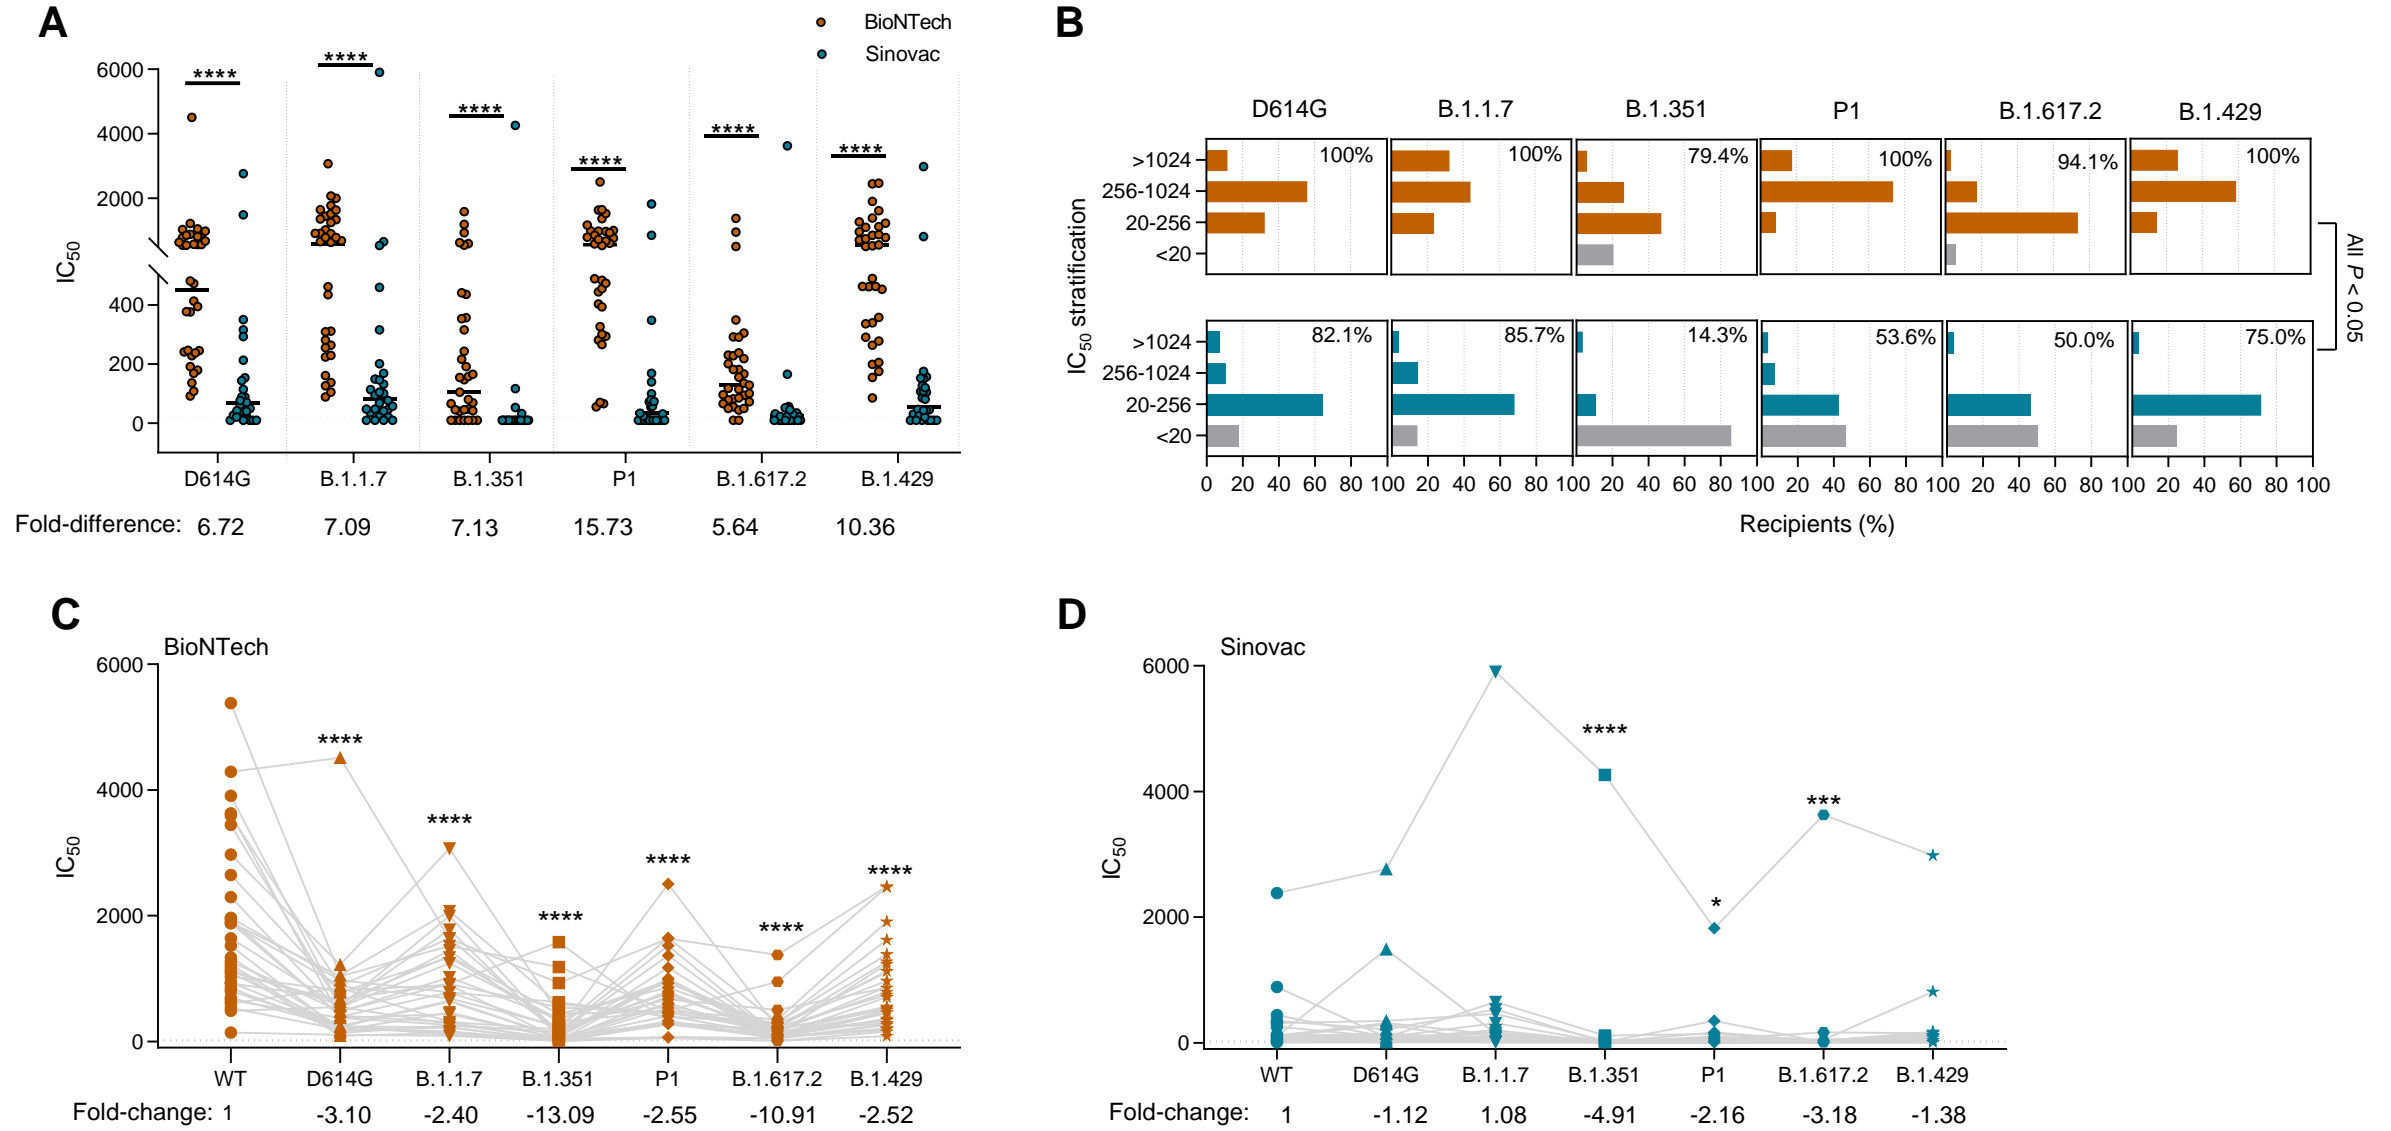 A
BioNTech
Sinovac
**** **** **** **** **** ****
6000
4000
2000
400
200
0
IC50
D614G B.1.1.7 B.1.351 P1 B.1.617.2 B.1.429
Fold-difference: 6.72 7.09 7.13 15.73 5.64 10.36
B
D614G B.1.1.7 B.1.351 P1 B.1.617.2 B.1.429
>1024
256-1024
20-256
<20
100% 100% 79.4% 100% 94.1% 100%
>1024
256-1024
20-256
<20
82.1% 85.7% 14.3% 53.6% 50.0% 75.0%
IC50 stratification
All P < 0.05
0 20 40 60 80 100 20 40 60 80 100 20 40 60 80 100 20 40 60 80 100 20 40 60 80 100 20 40 60 80 100
Recipients (%)
C
BioNTech
6000
4000
2000
0
IC50
**** **** **** **** **** ****
WT D614G B.1.1.7 B.1.351 P1 B.1.617.2 B.1.429
Fold-change: 1 -3.10 -2.40 -13.09 -2.55 -10.91 -2.52
D
Sinovac
6000
4000
2000
0
IC50
**** * ***
WT D614G B.1.1.7 B.1.351 P1 B.1.617.2 B.1.429
Fold-change: 1 -1.12 1.08 -4.91 -2.16 -3.18 -1.38